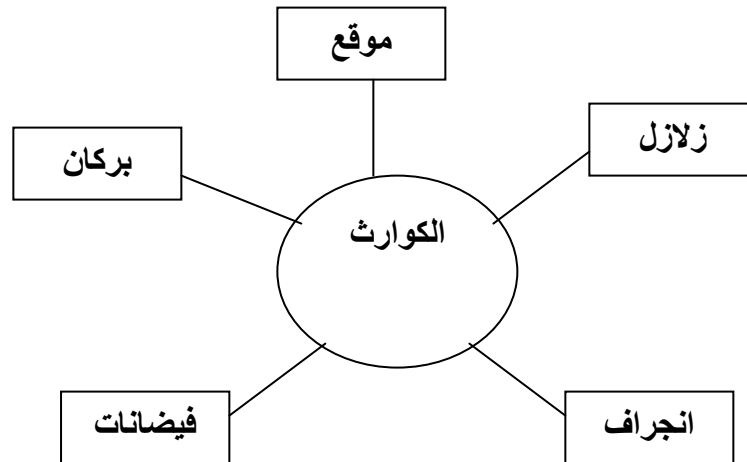 موقع
زلازل
بركان
الكوارث
انجراف
فيضانات